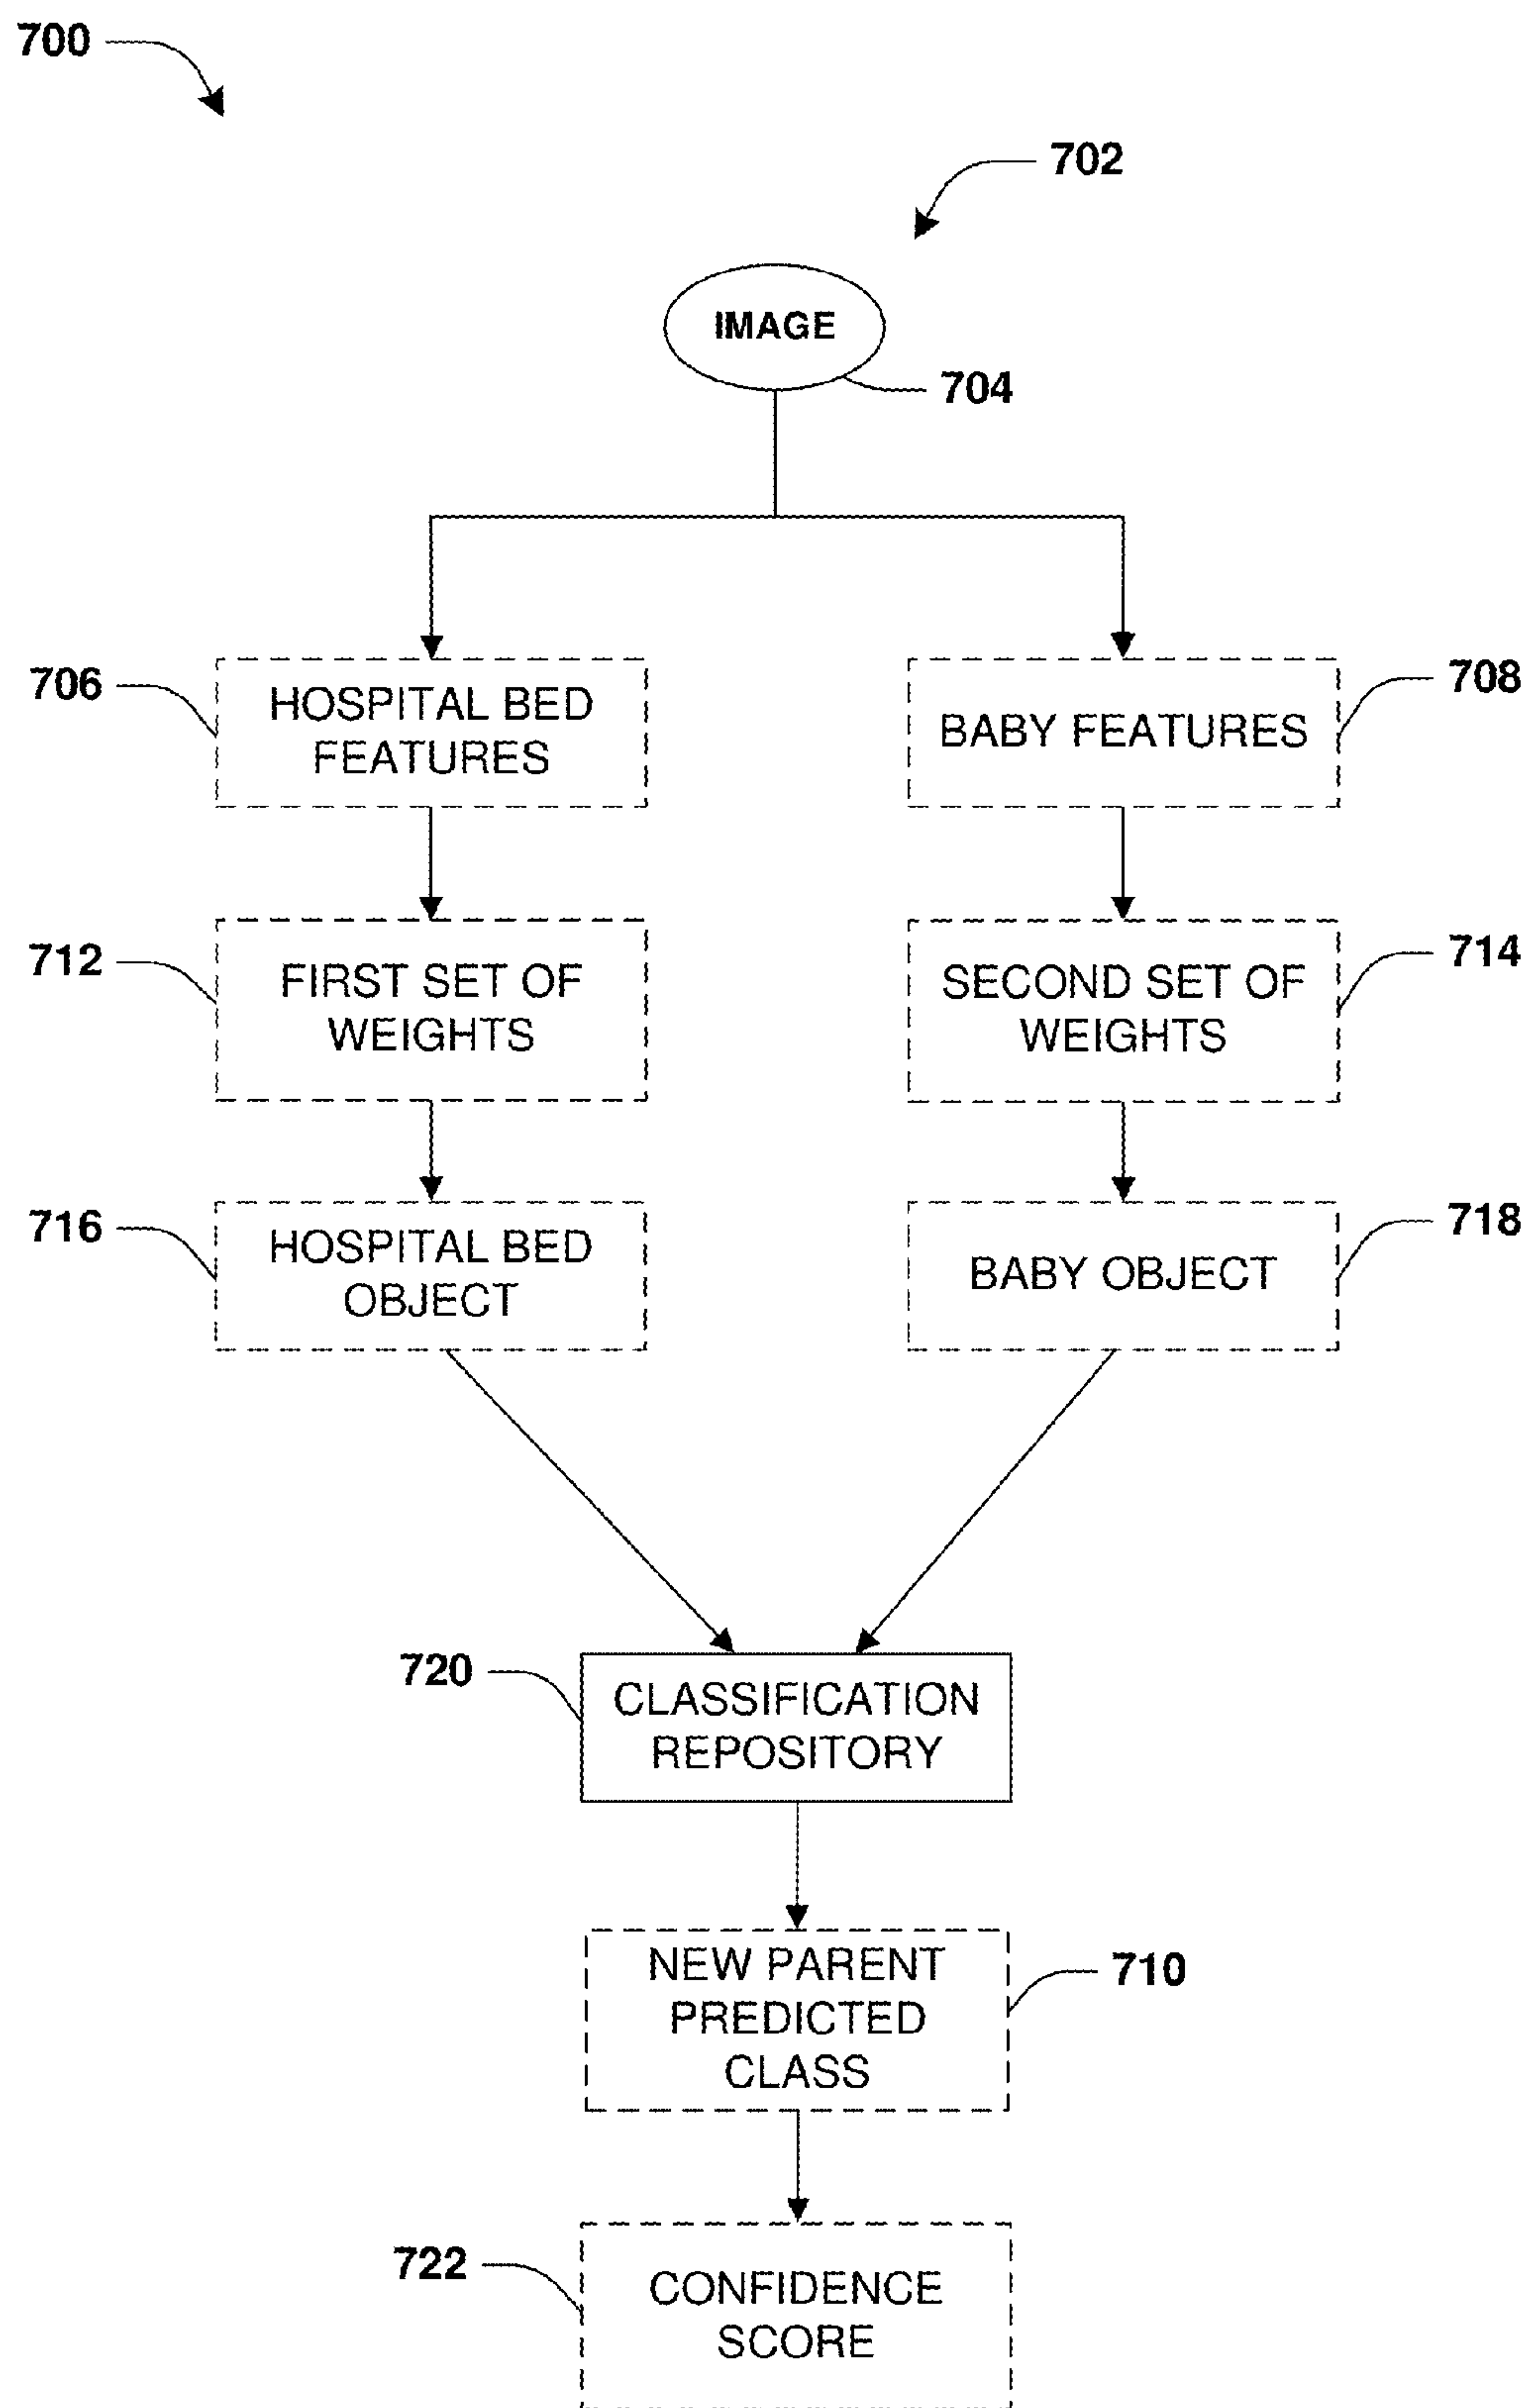 700
702
IMAGE
704
706
HOSPITAL BED
FEATURES
BABY FEATURES
708
712
FIRST SET OF
WEIGHTS
SECOND SET OF
WEIGHTS
714
716
HOSPITAL BED
OBJECT
BABY OBJECT
718
720
CLASSIFICATION
REPOSITORY
NEW PARENT
PREDICTED
CLASS
710
722
CONFIDENCE
SCORE